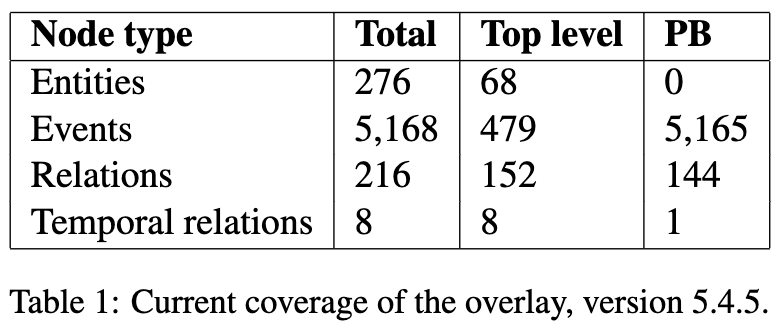 Node type Total Top level PB
Entities 276 68 0
Events 5,168 479 5,165
Relations 216 152 144
Temporal relations 8 8 1
Table 1: Current coverage of the overlay, version 5.4.5.